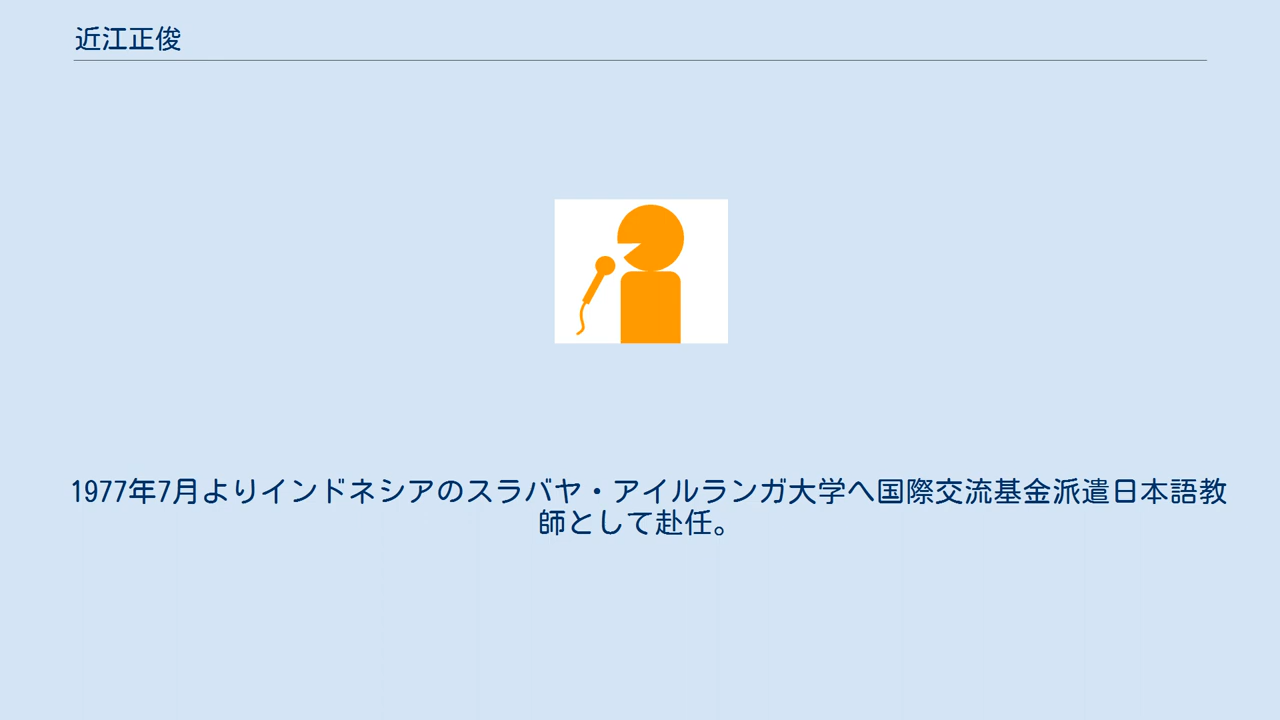 近江正俊
1977年7月よりインドネシアのスラバヤ・アイルランガ大学へ国際交流基金派遣日本語教
師として赴任。